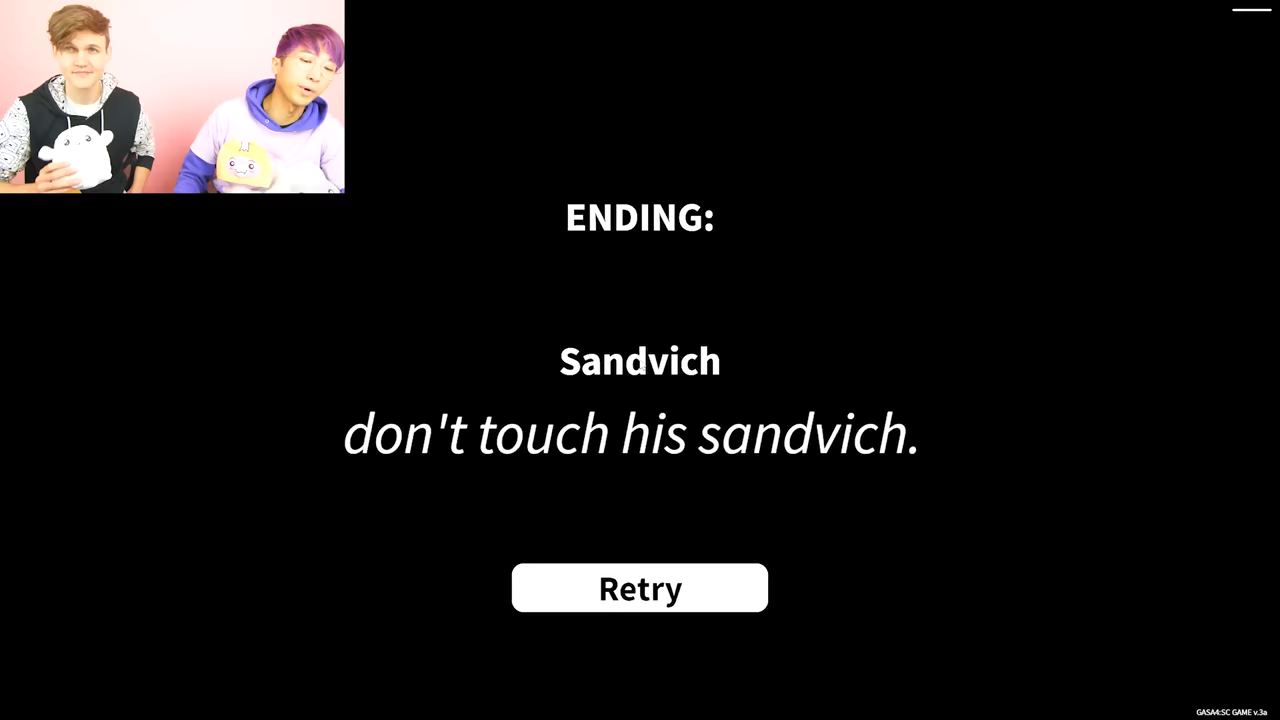 ENDING:
Sandvich
don't touch his sandvich.
Retry
GASA4:SC GAME v.3a